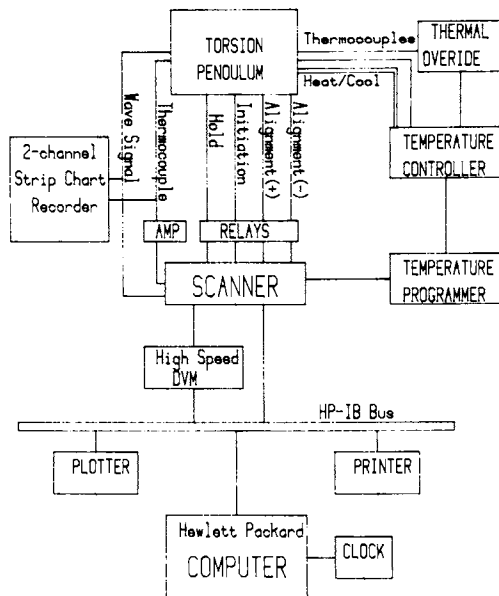 TORSION
PENDULUM
Thermocouples
THERMAL
OVERIDE
Heat/Cool
Wave Signal
Thermocouple
Hold
Initiation
Alignment(+)
Alignment(-)
2-channel
Strip Chart
Recorder
TEMPERATURE
CONTROLLER
AMP
RELAYS
SCANNER
TEMPERATURE
PROGRAMMER
High Speed
DVM
HP-IB Bus
PLOTTER
PRINTER
Hewlett Packard
COMPUTER
CLOCK